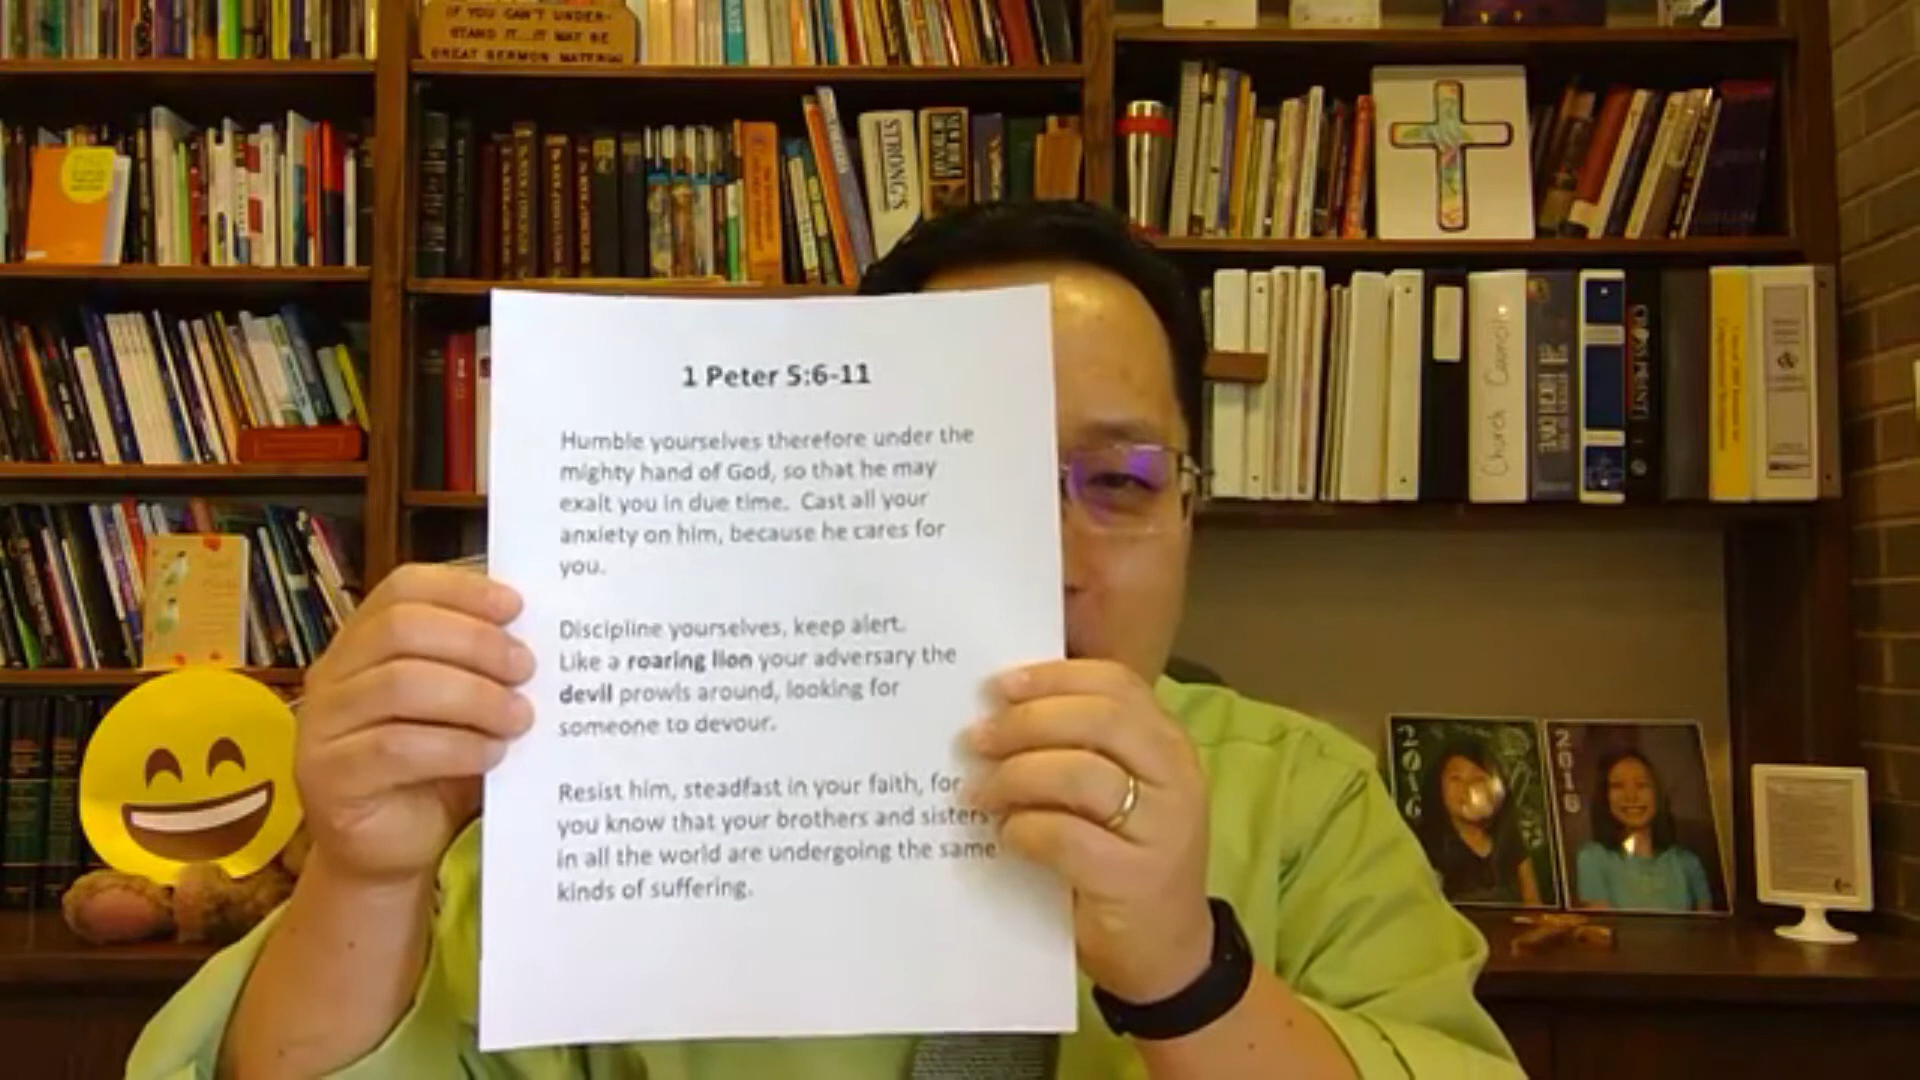 IF YOU CAN'T UNDER-
STAND IT...IT MAY BE
GREAT SERMON MATERIAL
STRONG'S
1 Peter 5:6-11
Humble yourselves therefore under the
mighty hand of God, so that he may
exalt you in due time. Cast all your
anxiety on him, because he cares for
you.
Discipline yourselves, keep alert.
Like a roaring lion your adversary the
devil prowls around, looking for
someone to devour.
Resist him, steadfast in your faith, for
you know that your brothers and sisters
in all the world are undergoing the same
kinds of suffering.
Church Council
2016
2018